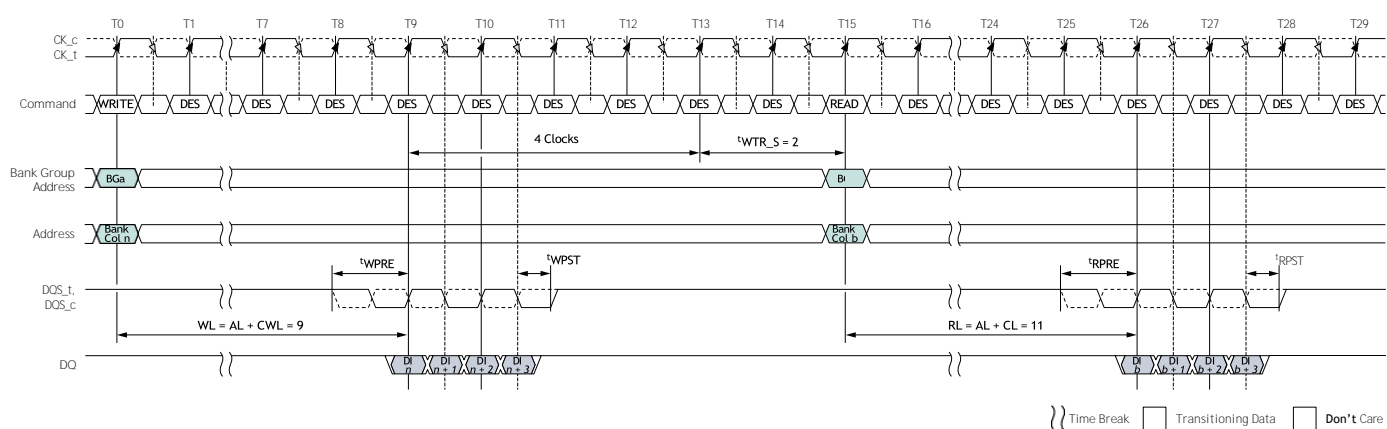 T0 T1 T7 T8 T9 T10 T11 T12 T13 T14 T15 T16 T24 T25 T26 T27 T28 T29
CK_c
CK_t
Command WRITE DES DES DES DES DES DES DES DES DES READ DES DES DES DES DES DES DES
4 Clocks tWTR_S = 2
Bank Group
Address
BGa
Address
Bank
Col n
Bank
Col b
tWPRE tWPST tRPRE tRPST
DQS_t,
DQS_c
WL = AL + CWL = 9 RL = AL + CL = 11
DQ
DI
n
DI
n + 1
DI
n + 2
DI
n + 3
DI
b
DI
b + 1
DI
b + 2
DI
b + 3
Time Break Transitioning Data Don't Care